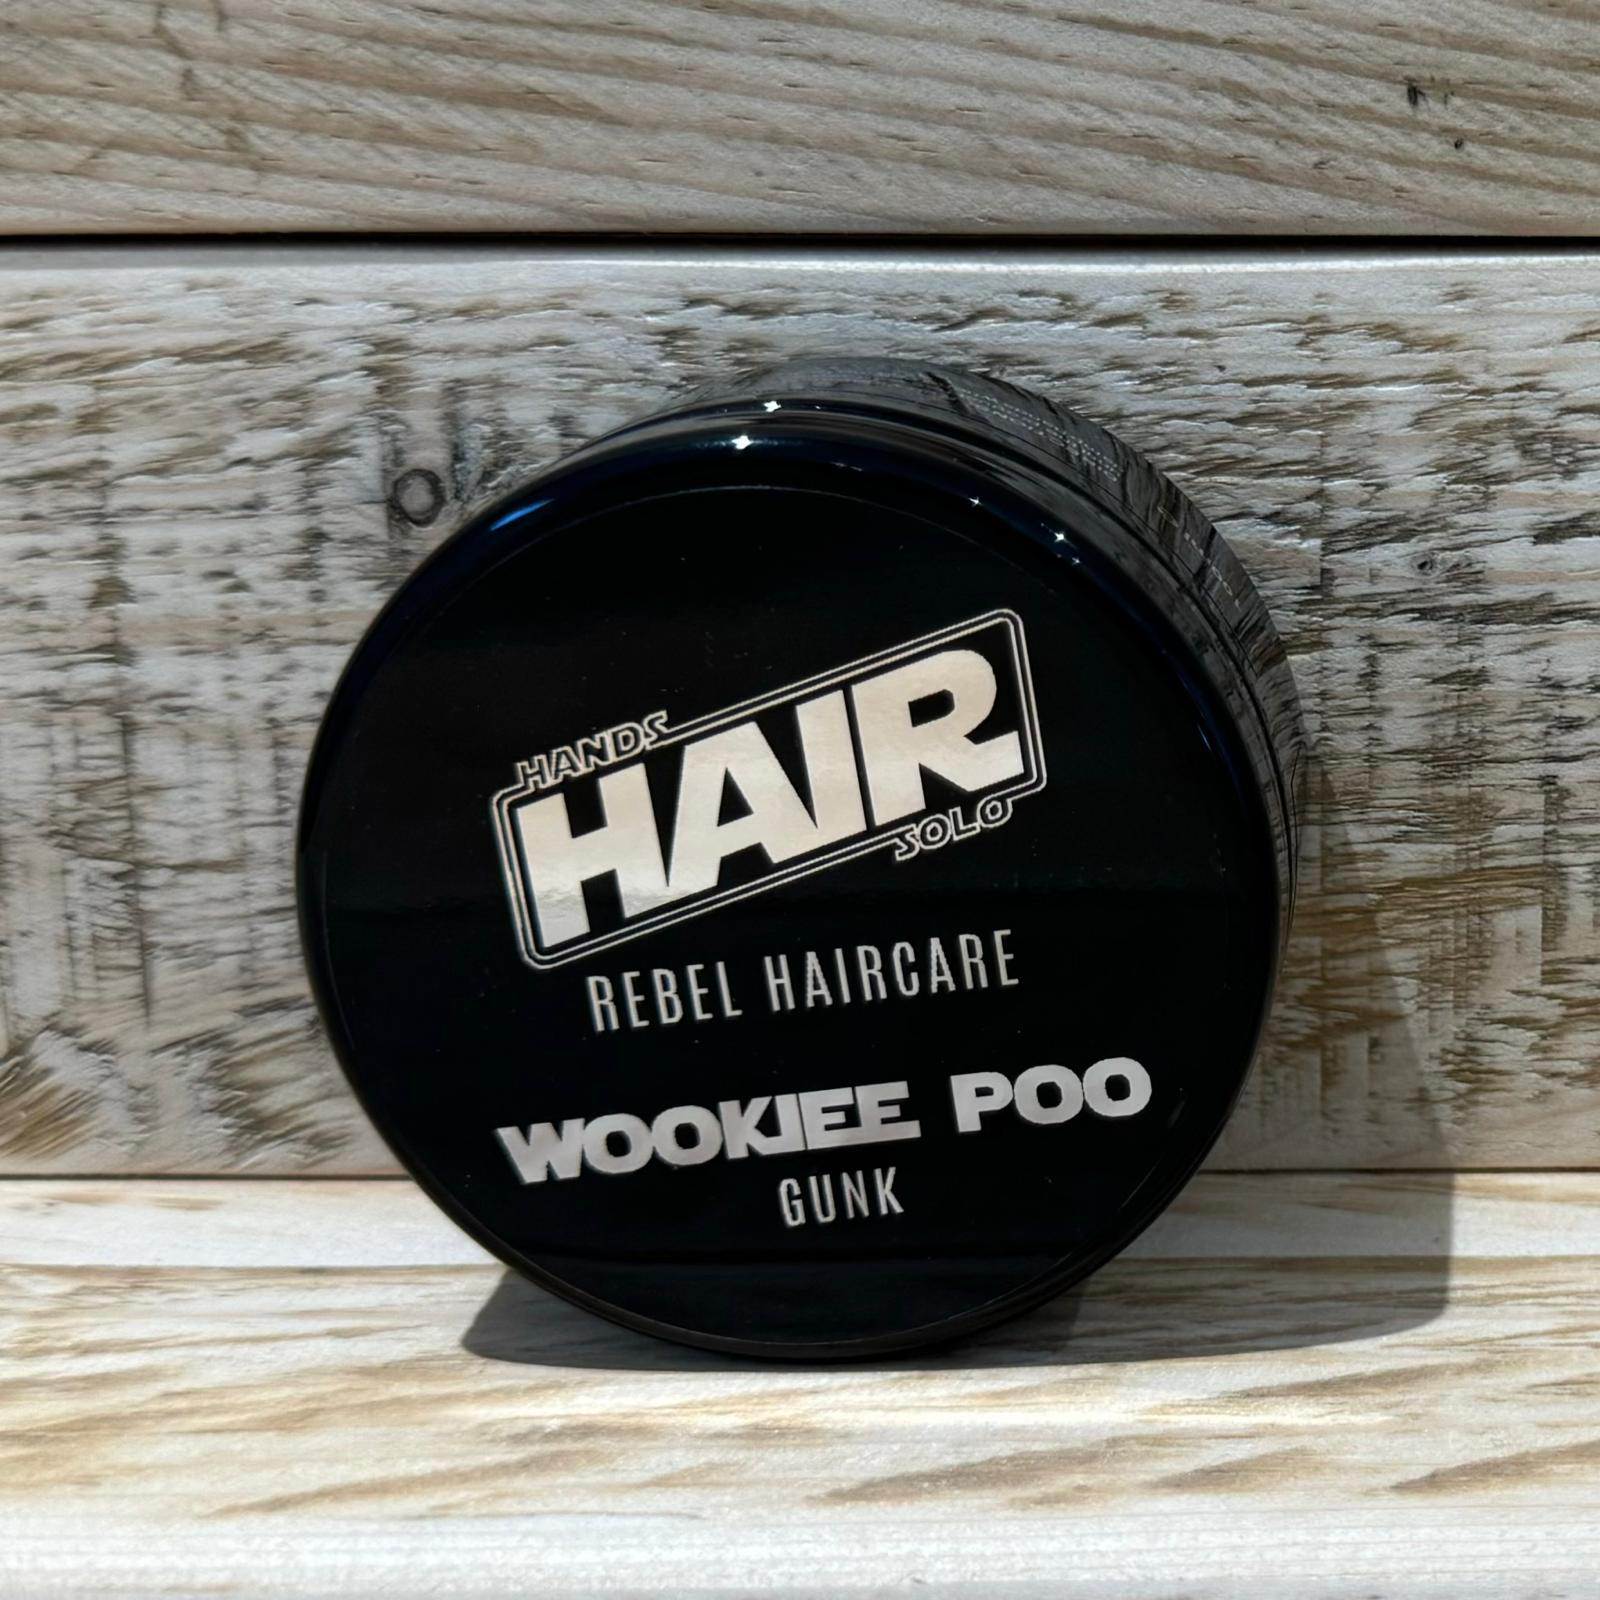 HANDS
HAIR
SOLO
REBEL HAIRCARE
WOOKIEE POO
GUNK